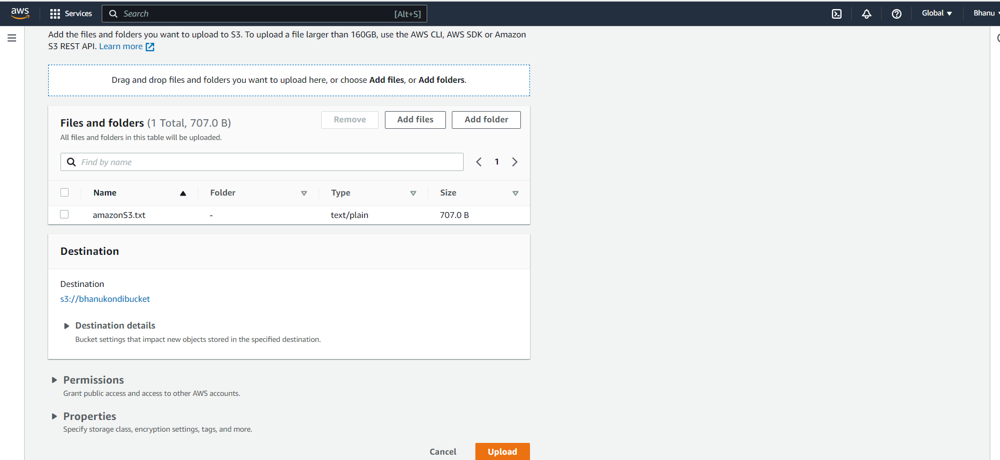 aws
Services
Search
[Alt+S]
Global
Bhanu
Add the files and folders you want to upload to S3. To upload a file larger than 160GB, use the AWS CLI, AWS SDK or Amazon
S3 REST API. Learn more
Drag and drop files and folders you want to upload here, or choose Add files, or Add folders.
Files and folders (1 Total, 707.0 B)
Remove
Add files
Add folder
All files and folders in this table will be uploaded.
Find by name
1
Name
Folder
Type
Size
amazonS3.txt
-
text/plain
707.0 B
Destination
Destination
s3://bhanukondibucket
Destination details
Bucket settings that impact new objects stored in the specified destination.
Permissions
Grant public access and access to other AWS accounts.
Properties
Specify storage class, encryption settings, tags, and more.
Cancel
Upload